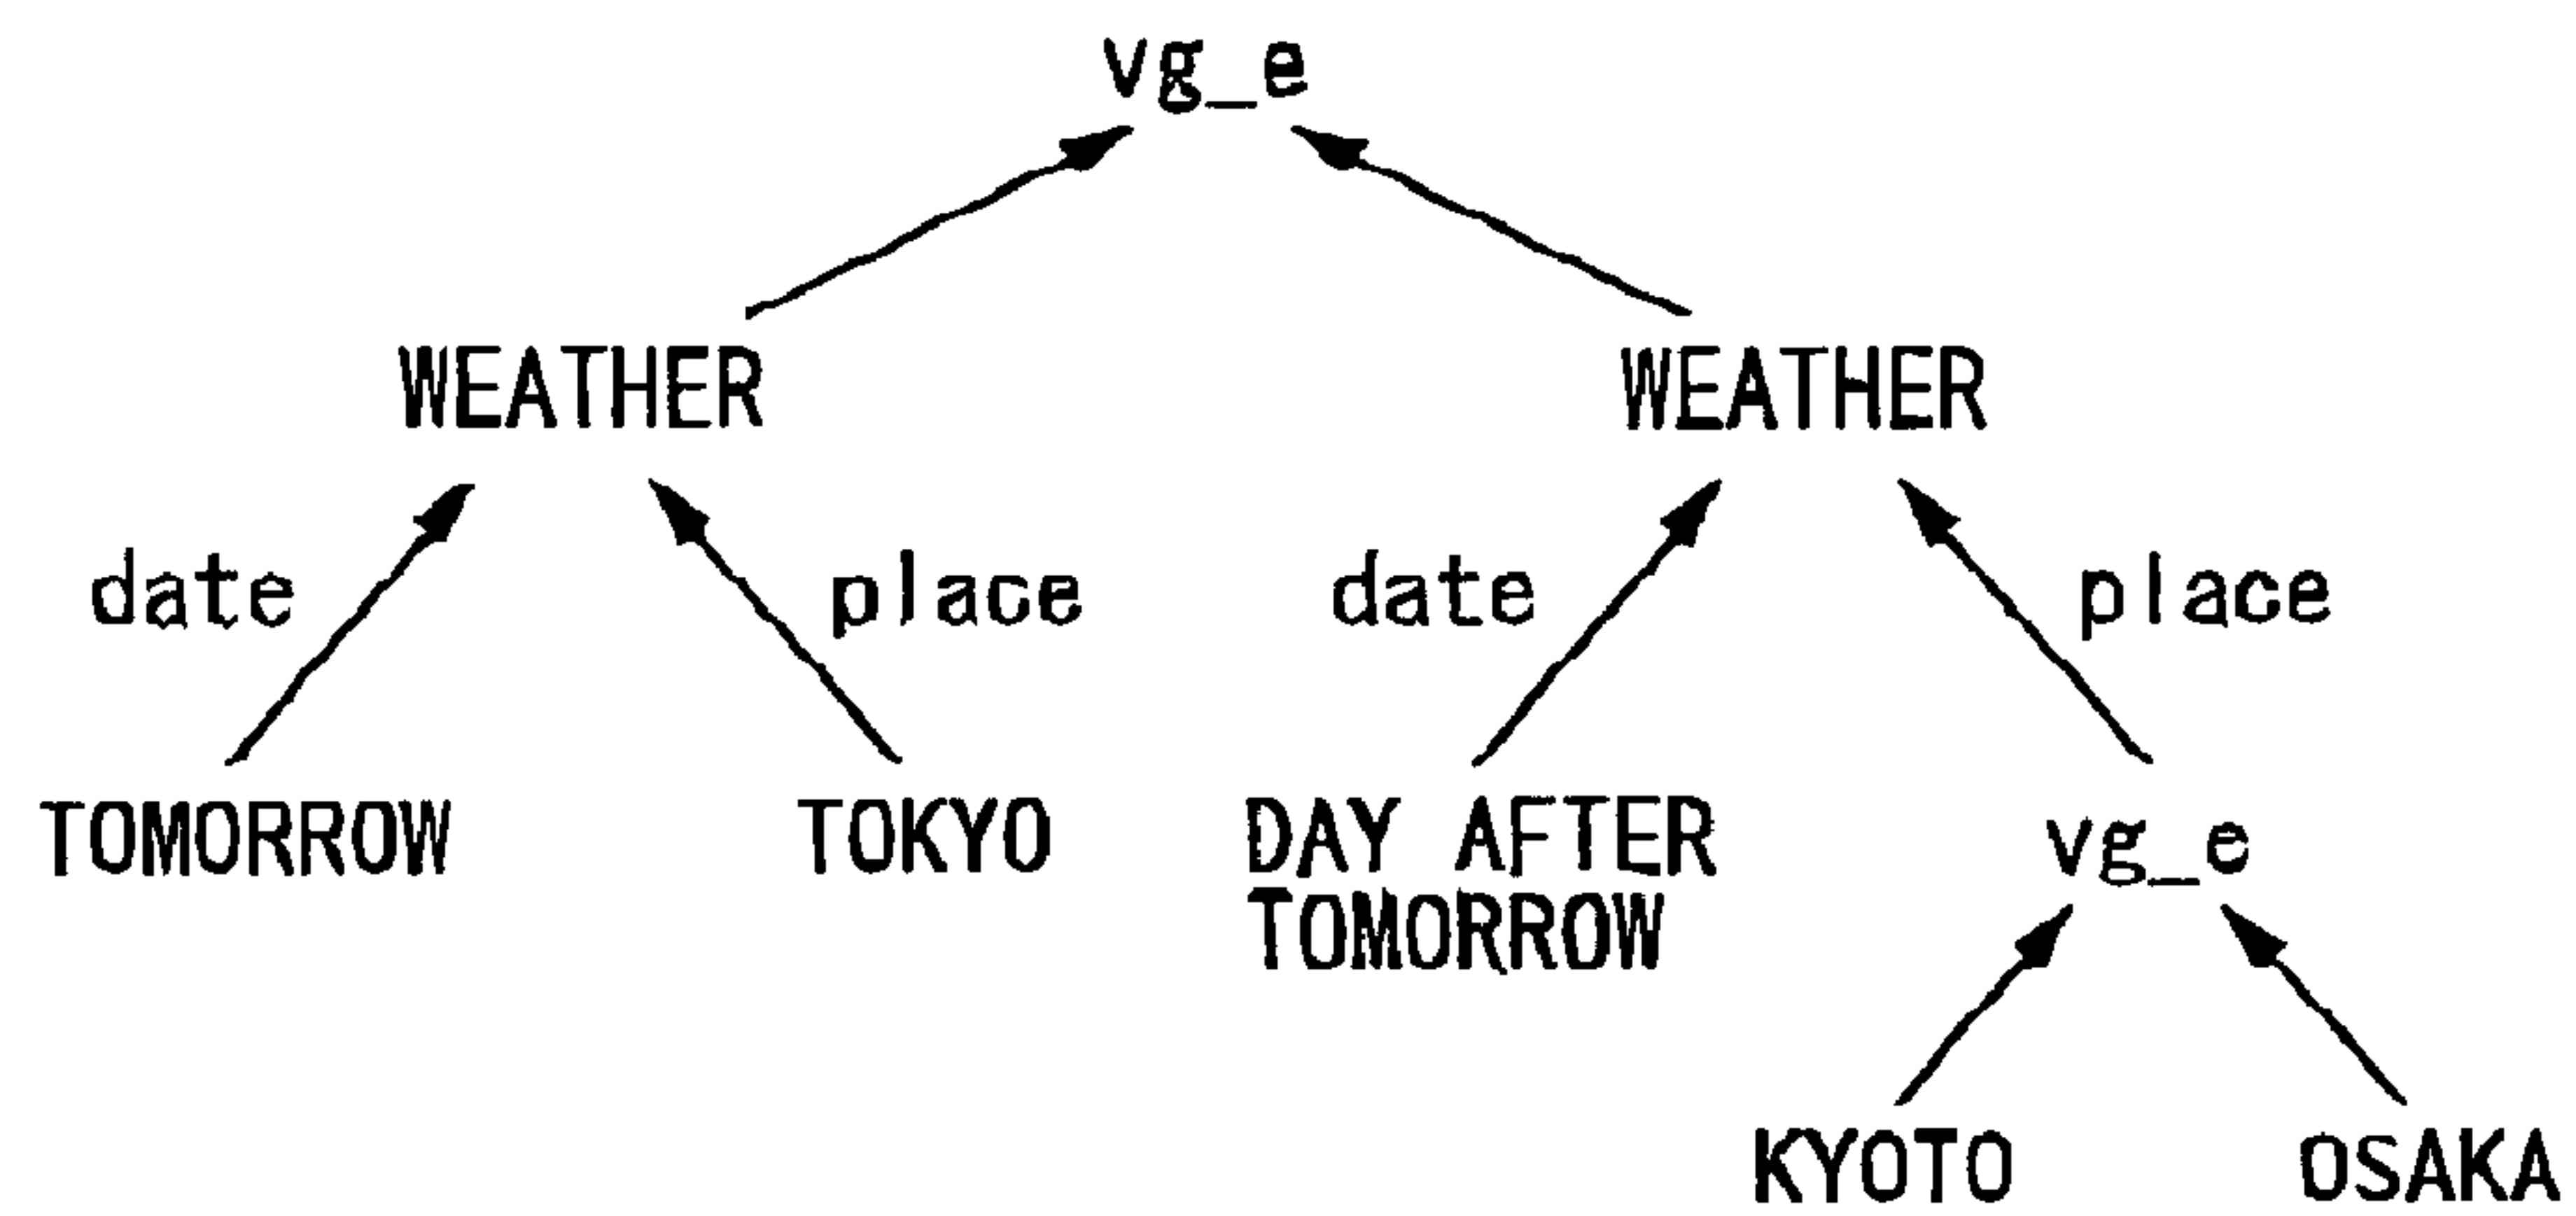 vg_e
WEATHER WEATHER
date place date place
TOMORROW TOKYO DAY AFTER vg_e
TOMORROW
KYOTO OSAKA